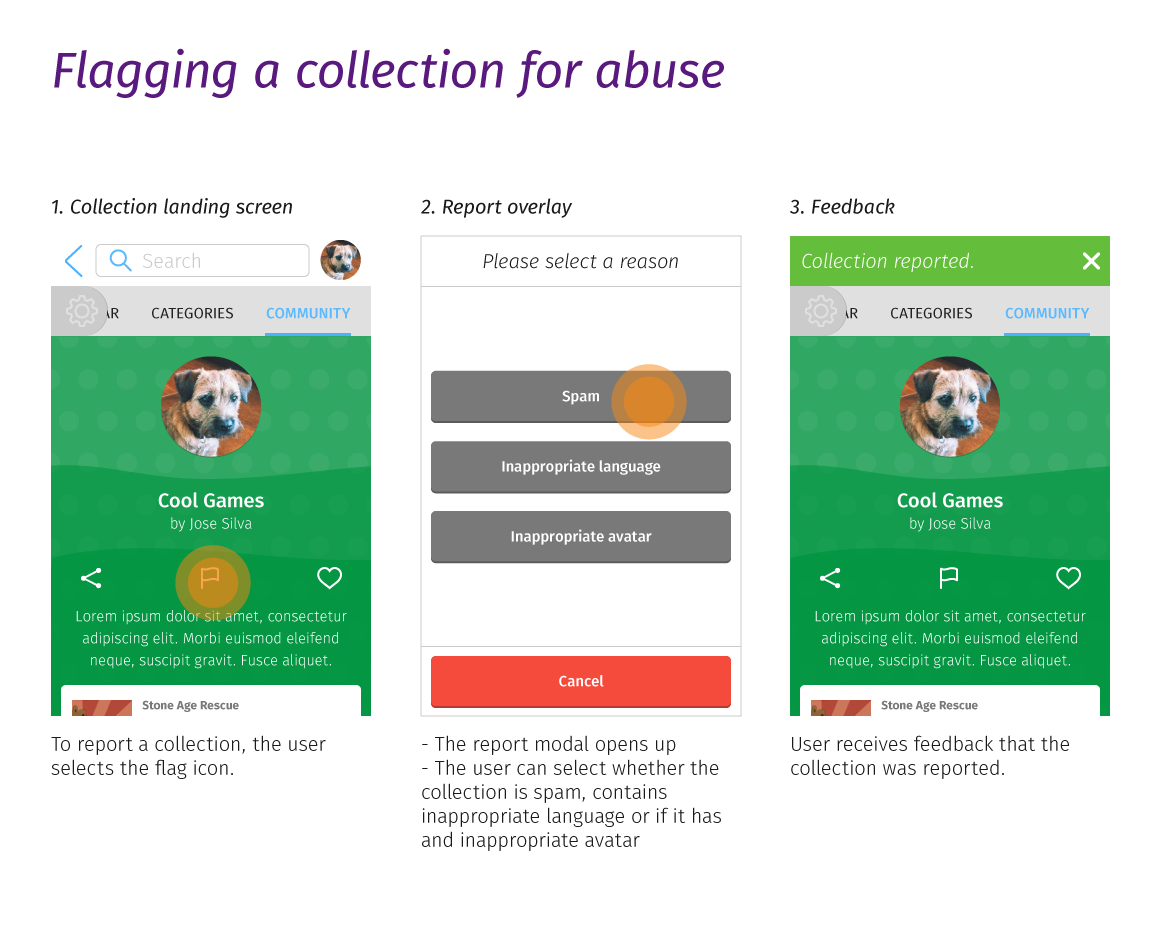 Flagging a collection for abuse
1. Collection landing screen
Search
AR CATEGORIES COMMUNITY
Cool Games
by Jose Silva
Lorem ipsum dolor sit amet, consectetur
adipiscing elit. Morbi euismod eleifend
neque, suscipit gravit. Fusce aliquet.
Stone Age Rescue
To report a collection, the user
selects the flag icon.
2. Report overlay
Please select a reason
Spam
Inappropriate language
Inappropriate avatar
Cancel
- The report modal opens up
- The user can select whether the
collection is spam, contains
inappropriate language or if it has
and inappropriate avatar
3. Feedback
Collection reported.
AR CATEGORIES COMMUNITY
Cool Games
by Jose Silva
Lorem ipsum dolor sit amet, consectetur
adipiscing elit. Morbi euismod eleifend
neque, suscipit gravit. Fusce aliquet.
Stone Age Rescue
User receives feedback that the
collection was reported.